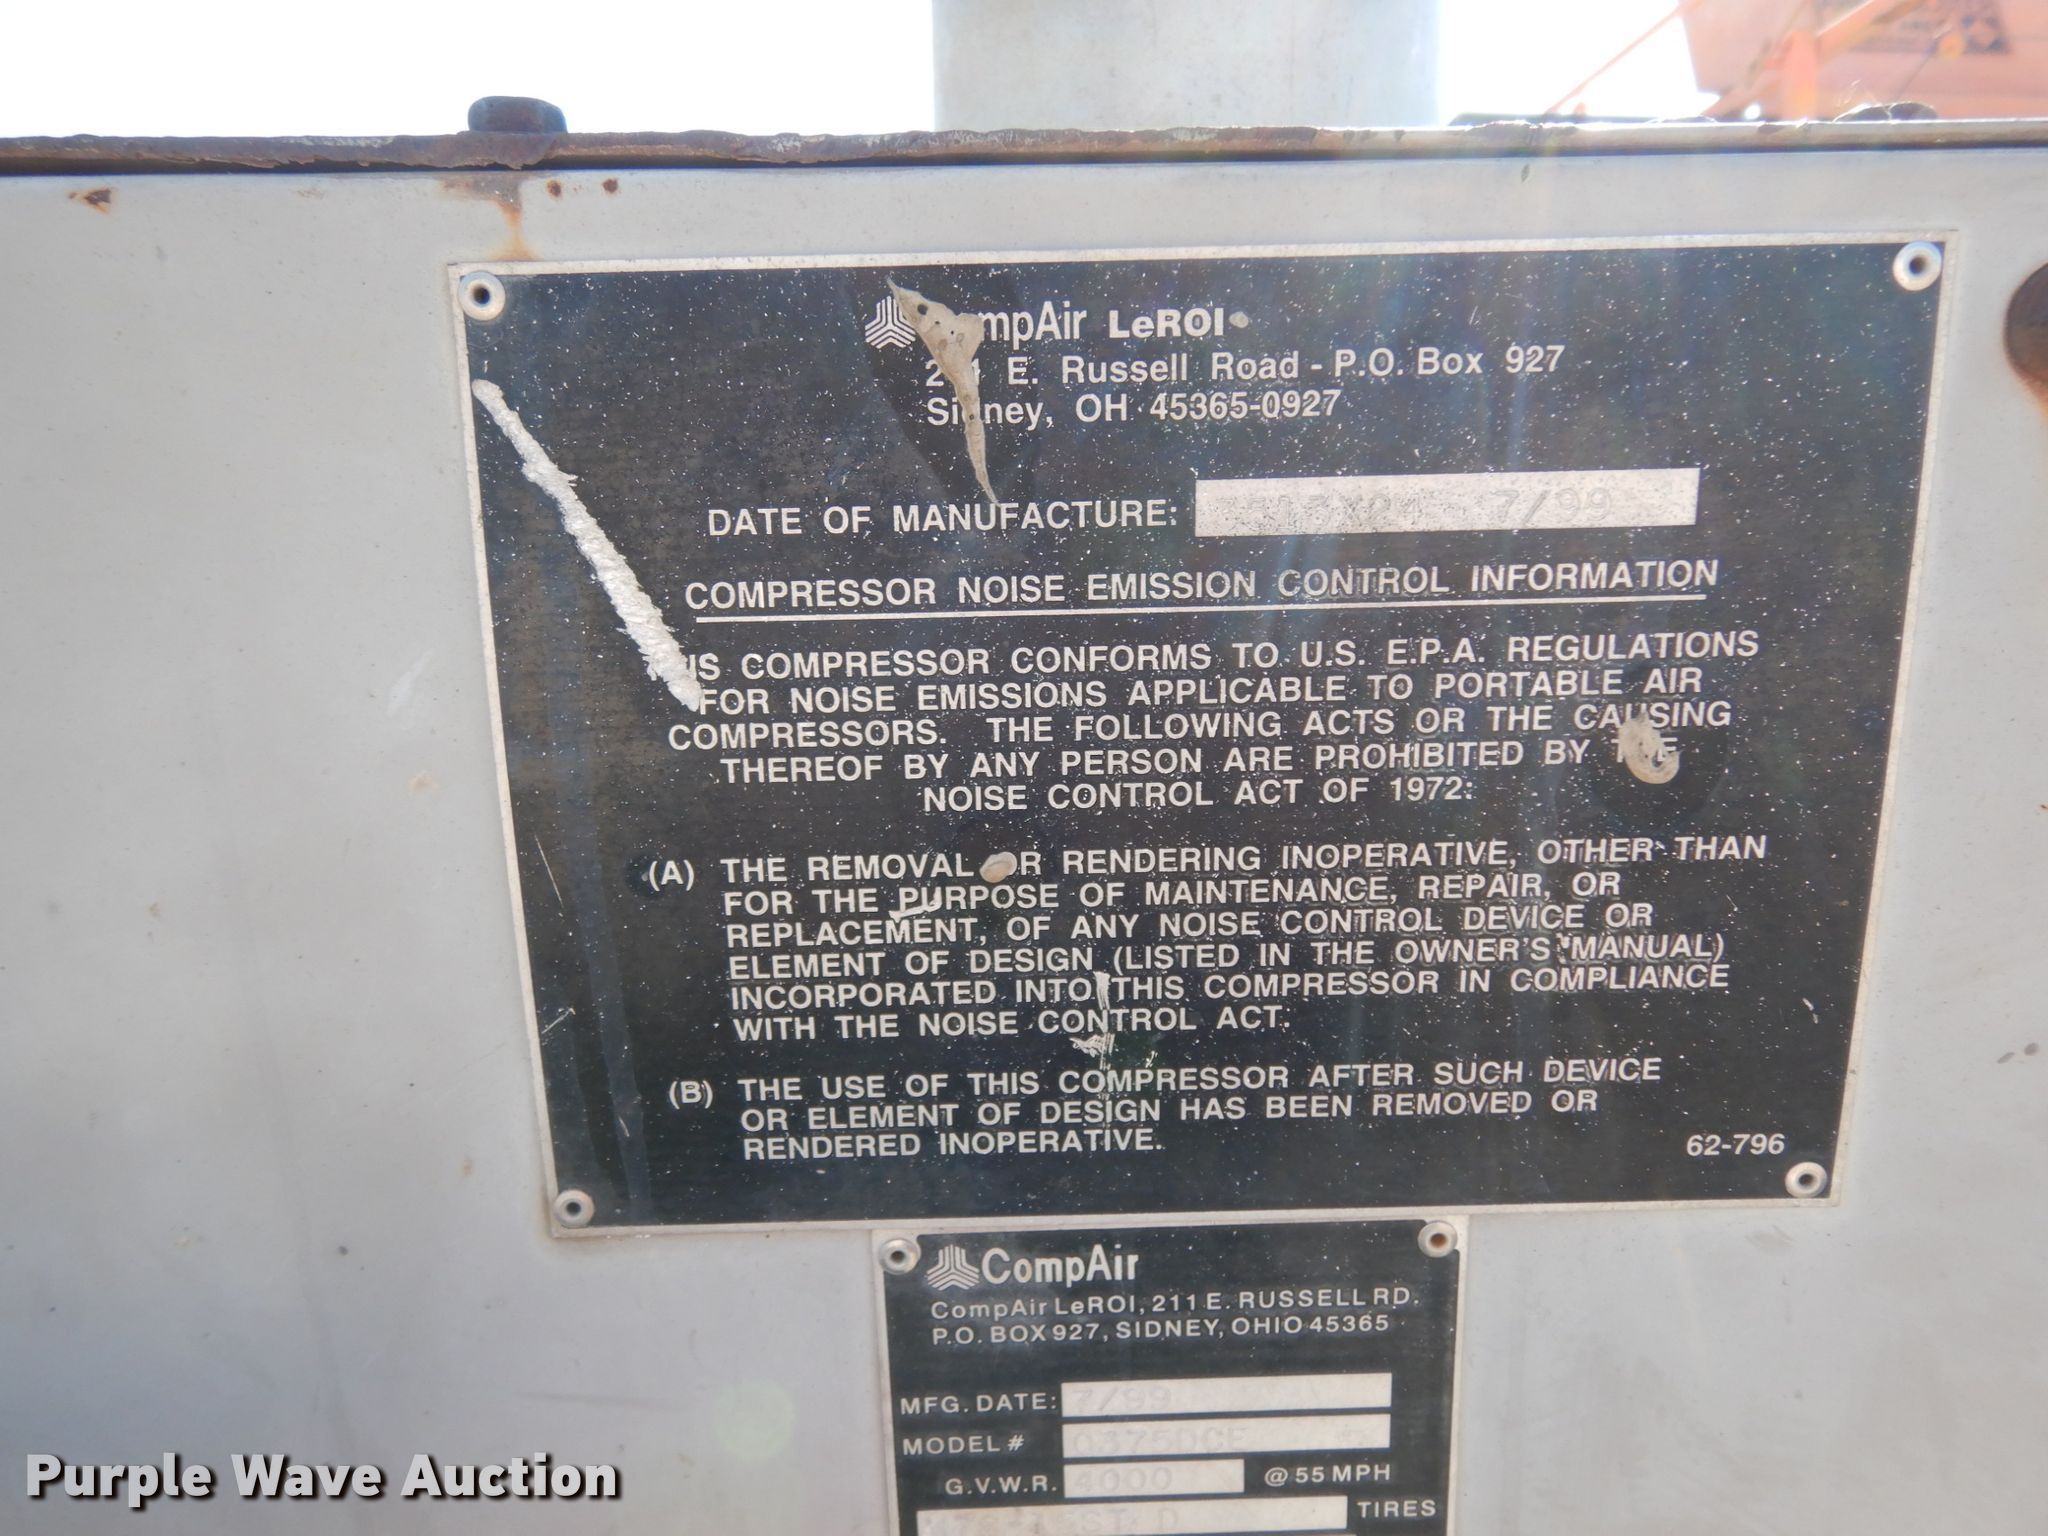 LeROI
E. Russell Road - P.O. Box 927
Sidney, OH 45365-0927
DATE OF MANUFACTURE: 7/99
COMPRESSOR NOISE EMISSION CONTROL INFORMATION
COMPRESSOR CONFORMS TO U.S. E.P.A. REGULATIONS
FOR NOISE EMISSIONS APPLICABLE TO PORTABLE AIR
COMPRESSORS. THE FOLLOWING ACTS OR THE CAUSING
THEREOF BY ANY PERSON ARE PROHIBITED BY THE
NOISE CONTROL ACT OF 1972:
(A) THE REMOVAL OR RENDERING INOPERATIVE, OTHER THAN
FOR THE PURPOSE OF MAINTENANCE, REPAIR, OR
REPLACEMENT, OF ANY NOISE CONTROL DEVICE OR
ELEMENT OF DESIGN (LISTED IN THE OWNER'S MANUAL)
INCORPORATED INTO THIS COMPRESSOR IN COMPLIANCE
WITH THE NOISE CONTROL ACT.
(B) THE USE OF THIS COMPRESSOR AFTER SUCH DEVICE
OR ELEMENT OF DESIGN HAS BEEN REMOVED OR
RENDERED INOPERATIVE.
62-796
CompAir
CompAir LeROI, 211 E. RUSSELL RD.
P.O. BOX 927, SIDNEY, OHIO 45365
MFG. DATE: 7/99
MODEL # Q375DCE
G.V.W.R. 4000 @ 55 MPH
TIRES
Purple Wave Auction